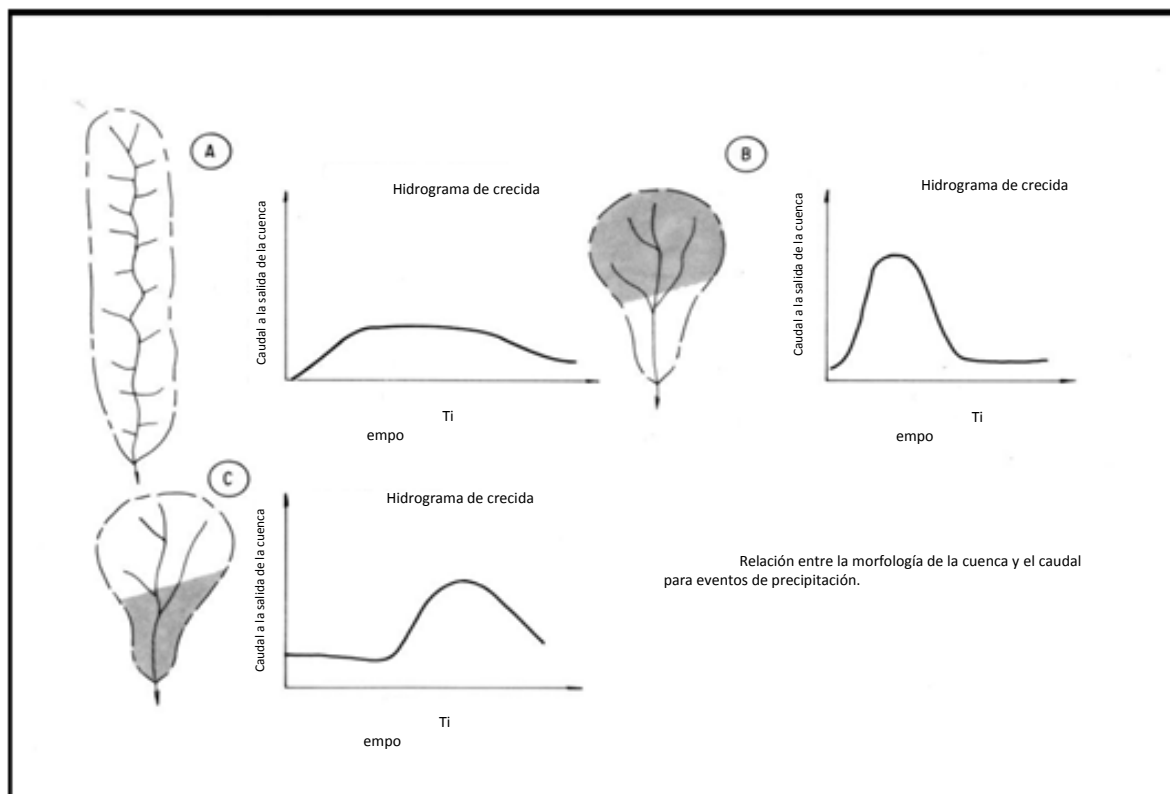 A
Hidrograma de crecida
Caudal a la salida de la cuenca
Ti
empo
B
Hidrograma de crecida
Caudal a la salida de la cuenca
Ti
empo
C
Hidrograma de crecida
Caudal a la salida de la cuenca
Ti
empo
Relación entre la morfología de la cuenca y el caudal
para eventos de precipitación.